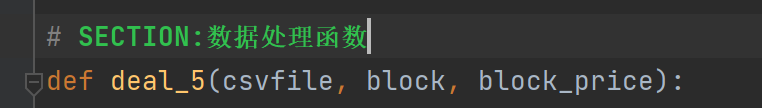 # SECTION:数据处理函数
def deal_5(csvfile, block, block_price):